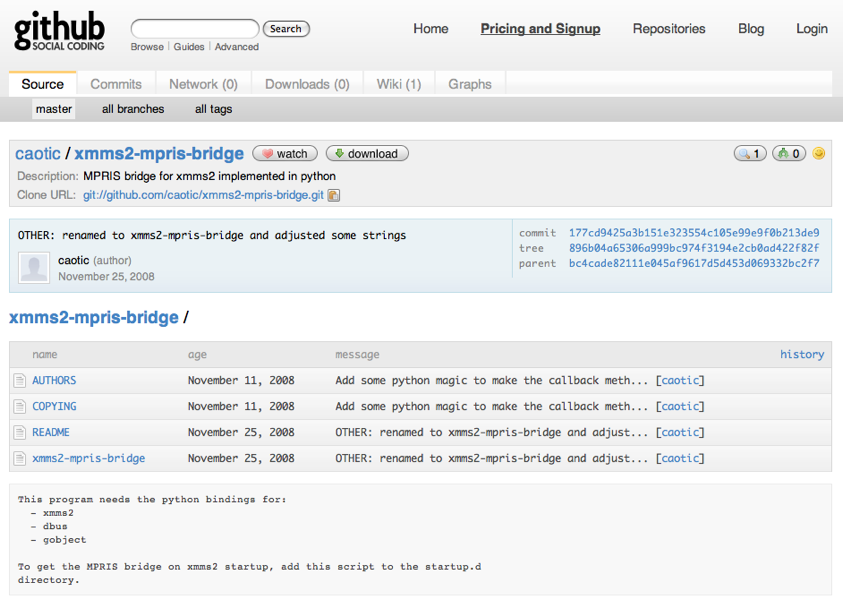 github
SOCIAL CODING
Search
Browse | Guides | Advanced
Home Pricing and Signup Repositories Blog Login
Source Commits Network (0) Downloads (0) Wiki (1) Graphs
master all branches all tags
caotic / xmms2-mpris-bridge watch download 1 0
Description: MPRIS bridge for xmms2 implemented in python
Clone URL: git://github.com/caotic/xmms2-mpris-bridge.git
OTHER: renamed to xmms2-mpris-bridge and adjusted some strings
caotic (author)
November 25, 2008
commit 177cd9425a3b151e323554c105e99e9f0b213de9
tree 896b04a65306a999bc974f3194e2cb0ad422f82f
parent bc4cade82111e045af9617d5d453d069332bc2f7
xmms2-mpris-bridge /
name age message history
AUTHORS November 11, 2008 Add some python magic to make the callback meth... [caotic]
COPYING November 11, 2008 Add some python magic to make the callback meth... [caotic]
README November 25, 2008 OTHER: renamed to xmms2-mpris-bridge and adjust... [caotic]
xmms2-mpris-bridge November 25, 2008 OTHER: renamed to xmms2-mpris-bridge and adjust... [caotic]
This program needs the python bindings for:
- xmms2
- dbus
- gobject
To get the MPRIS bridge on xmms2 startup, add this script to the startup.d
directory.